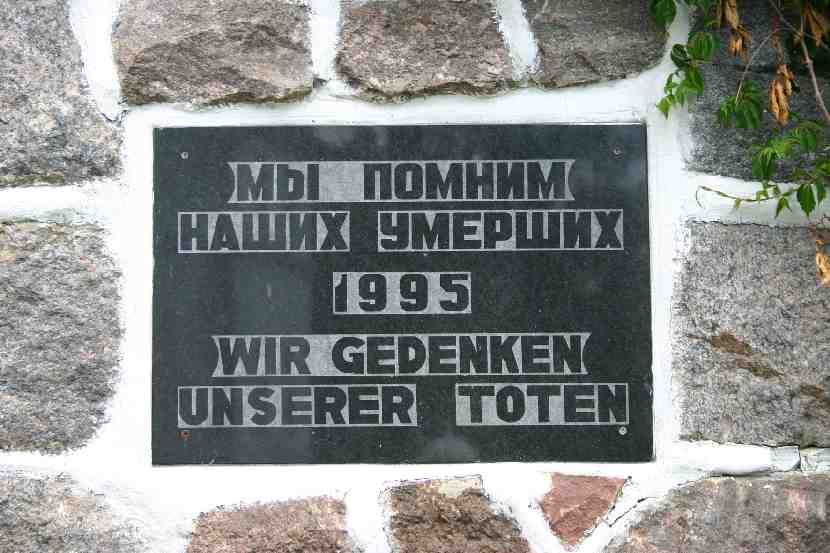 МЫ ПОМНИМ
НАШИХ УМЕРШИХ
1995
WIR GEDENKEN
UNSERER TOTEN